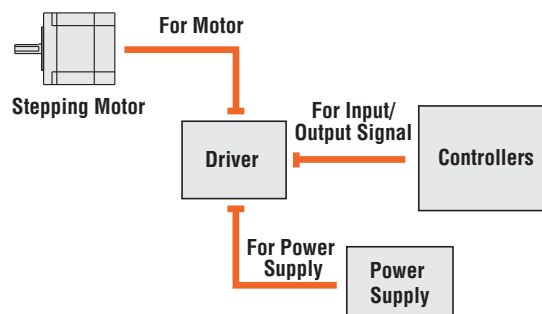 For Motor
Stepping Motor
For Input/
Output Signal
Driver
Controllers
For Power
Supply
Power
Supply